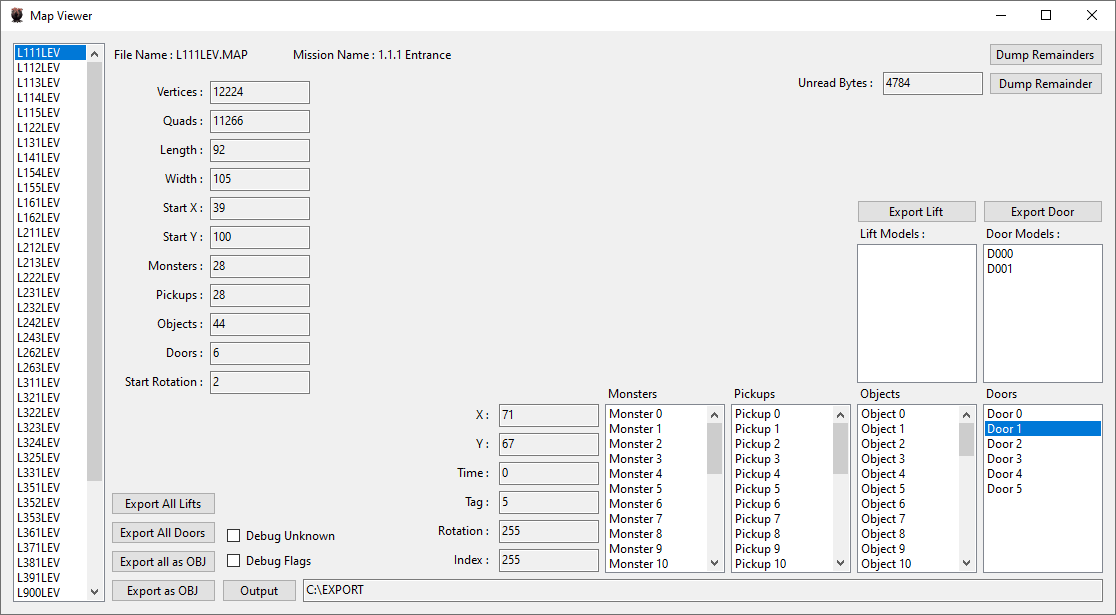 Map Viewer
L111LEV
L112LEV
L113LEV
L114LEV
L115LEV
L122LEV
L131LEV
L141LEV
L154LEV
L155LEV
L161LEV
L162LEV
L211LEV
L212LEV
L213LEV
L222LEV
L231LEV
L232LEV
L242LEV
L243LEV
L262LEV
L263LEV
L311LEV
L321LEV
L322LEV
L323LEV
L324LEV
L325LEV
L331LEV
L351LEV
L352LEV
L353LEV
L361LEV
L371LEV
L381LEV
L391LEV
L900LEV
File Name : L111LEV.MAP
Mission Name : 1.1.1 Entrance
Dump Remainders
Unread Bytes : 4784
Dump Remainder
Vertices : 12224
Quads : 11266
Length : 92
Width : 105
Start X : 39
Start Y : 100
Monsters : 28
Pickups : 28
Objects : 44
Doors : 6
Start Rotation : 2
Export Lift
Export Door
Lift Models :
Door Models :
D000
D001
X : 71
Y : 67
Time : 0
Tag : 5
Rotation : 255
Index : 255
Monsters
Monster 0
Monster 1
Monster 2
Monster 3
Monster 4
Monster 5
Monster 6
Monster 7
Monster 8
Monster 9
Monster 10
Pickups
Pickup 0
Pickup 1
Pickup 2
Pickup 3
Pickup 4
Pickup 5
Pickup 6
Pickup 7
Pickup 8
Pickup 9
Pickup 10
Objects
Object 0
Object 1
Object 2
Object 3
Object 4
Object 5
Object 6
Object 7
Object 8
Object 9
Object 10
Doors
Door 0
Door 1
Door 2
Door 3
Door 4
Door 5
Export All Lifts
Export All Doors
Debug Unknown
Export all as OBJ
Debug Flags
Export as OBJ
Output
C:\EXPORT